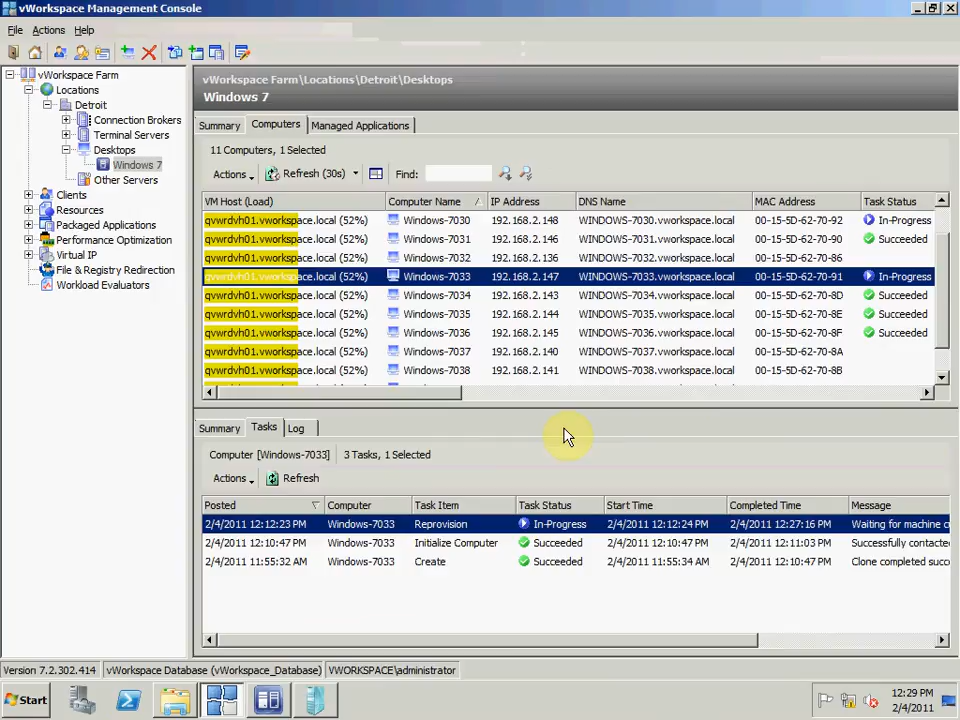 vWorkspace Management Console
File Actions Help
vWorkspace Farm
Locations
Detroit
Connection Brokers
Terminal Servers
Desktops
Windows 7
Other Servers
Clients
Resources
Packaged Applications
Performance Optimization
Virtual IP
File & Registry Redirection
Workload Evaluators
vWorkspace Farm\Locations\Detroit\Desktops
Windows 7
Summary Computers Managed Applications
11 Computers, 1 Selected
Actions Refresh (30s) Find:
VM Host (Load) Computer Name IP Address DNS Name MAC Address Task Status
qvwrdvh01.vworkspace.local (52%) Windows-7030 192.168.2.148 WINDOWS-7030.vworkspace.local 00-15-5D-62-70-92 In-Progress
qvwrdvh01.vworkspace.local (52%) Windows-7031 192.168.2.146 WINDOWS-7031.vworkspace.local 00-15-5D-62-70-90 Succeeded
qvwrdvh01.vworkspace.local (52%) Windows-7032 192.168.2.136 WINDOWS-7032.vworkspace.local 00-15-5D-62-70-86
qvwrdvh01.vworkspace.local (52%) Windows-7033 192.168.2.147 WINDOWS-7033.vworkspace.local 00-15-5D-62-70-91 In-Progress
qvwrdvh01.vworkspace.local (52%) Windows-7034 192.168.2.143 WINDOWS-7034.vworkspace.local 00-15-5D-62-70-8D Succeeded
qvwrdvh01.vworkspace.local (52%) Windows-7035 192.168.2.144 WINDOWS-7035.vworkspace.local 00-15-5D-62-70-8E Succeeded
qvwrdvh01.vworkspace.local (52%) Windows-7036 192.168.2.145 WINDOWS-7036.vworkspace.local 00-15-5D-62-70-8F Succeeded
qvwrdvh01.vworkspace.local (52%) Windows-7037 192.168.2.140 WINDOWS-7037.vworkspace.local 00-15-5D-62-70-8A
qvwrdvh01.vworkspace.local (52%) Windows-7038 192.168.2.141 WINDOWS-7038.vworkspace.local 00-15-5D-62-70-8B
Summary Tasks Log
Computer [Windows-7033] 3 Tasks, 1 Selected
Actions Refresh
Posted Computer Task Item Task Status Start Time Completed Time Message
2/4/2011 12:12:23 PM Windows-7033 Reprovision In-Progress 2/4/2011 12:12:24 PM 2/4/2011 12:27:16 PM Waiting for machine
2/4/2011 12:10:47 PM Windows-7033 Initialize Computer Succeeded 2/4/2011 12:10:47 PM 2/4/2011 12:11:03 PM Successfully contacte
2/4/2011 11:55:32 AM Windows-7033 Create Succeeded 2/4/2011 11:55:34 AM 2/4/2011 12:10:47 PM Clone completed succ
Version 7.2.302.414 vWorkspace Database (vWorkspace_Database) VWORKSPACE\administrator
Start 12:29 PM
2/4/2011